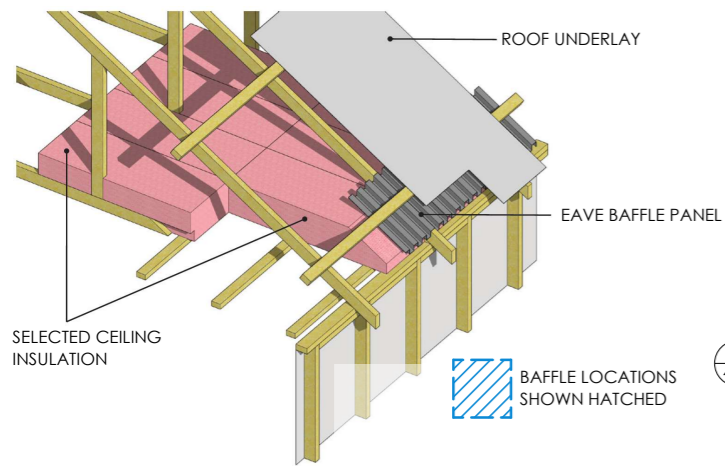 ROOF UNDERLAY
EAVE BAFFLE PANEL
SELECTED CEILING
INSULATION
BAFFLE LOCATIONS
SHOWN HATCHED